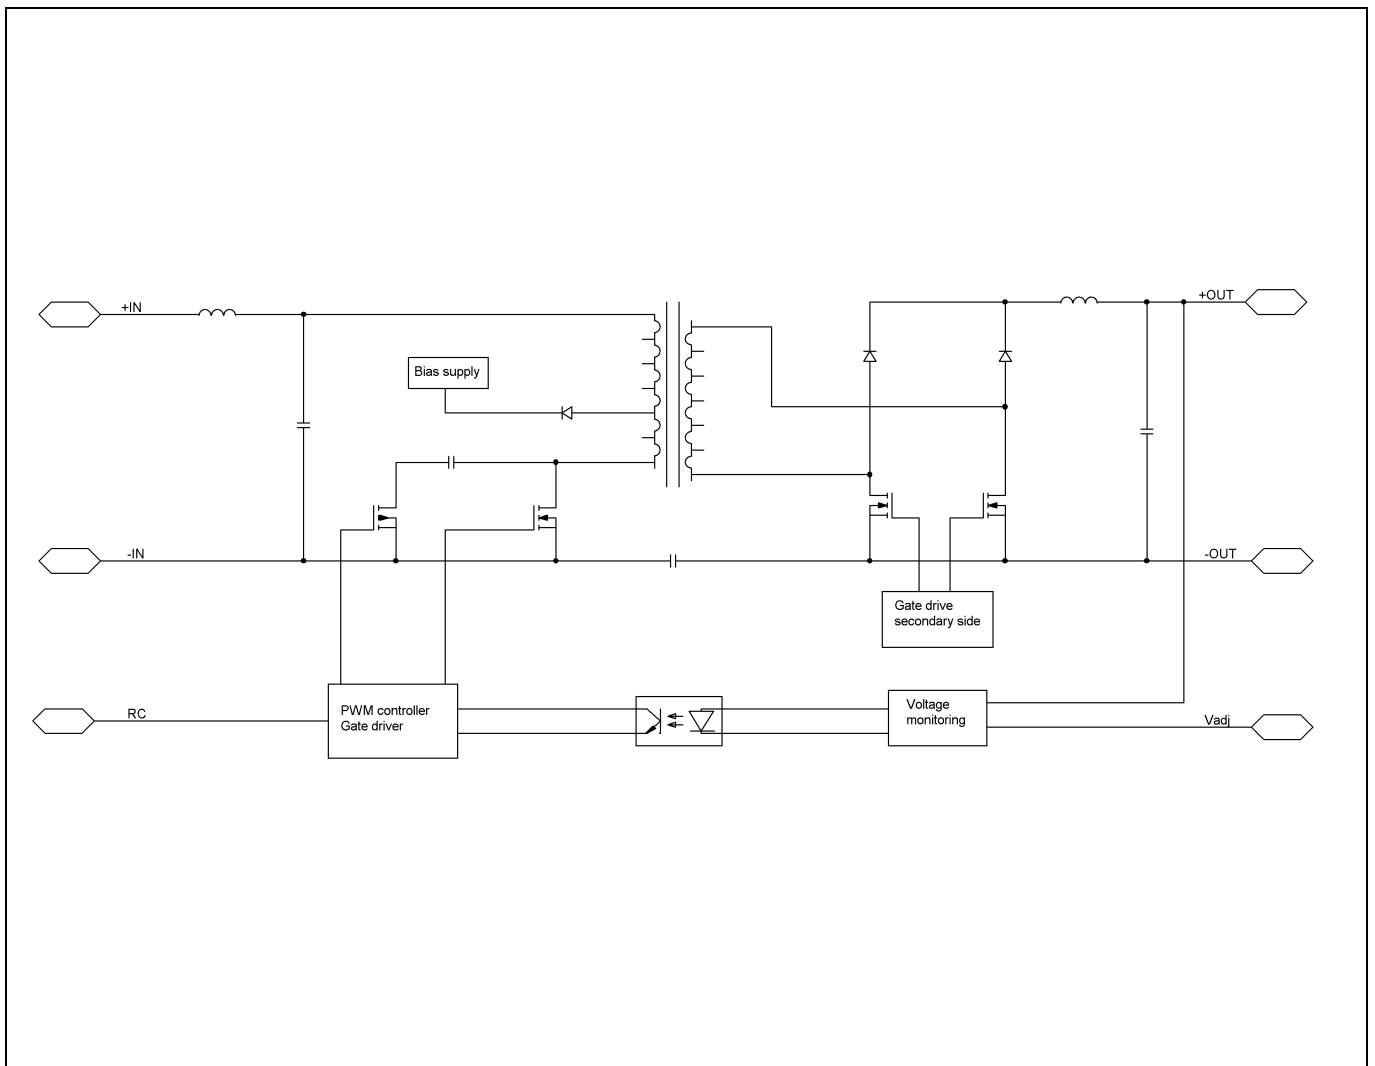 +IN
+OUT
Bias supply
-IN
-OUT
Gate drive
secondary side
RC
PWM controller
Gate driver
Voltage
monitoring
Vadj